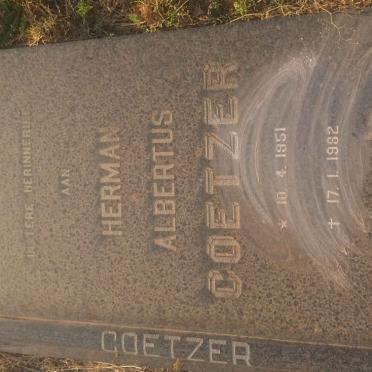 IN TERE HERINNERING
AAN
HERMAN
ALBERTUS
COETZER
* 10.4.1951
† 17.1.1982
COETZER